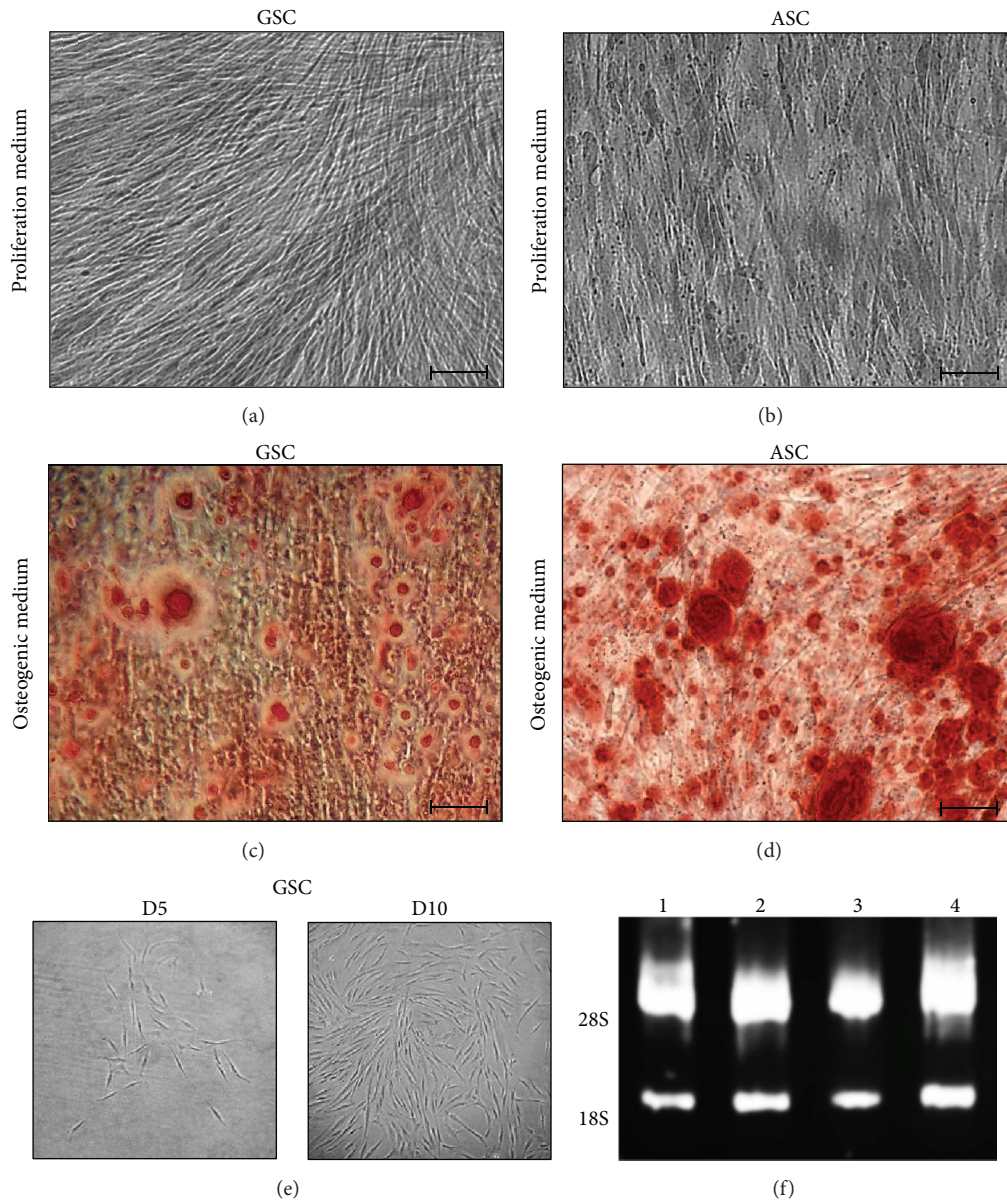 GSC
ASC
Proliferation medium
Proliferation medium
(a)
(b)
GSC
ASC
Osteogenic medium
Osteogenic medium
(c)
(d)
GSC
D5
D10
1 2 3 4
28S
18S
(e)
(f)